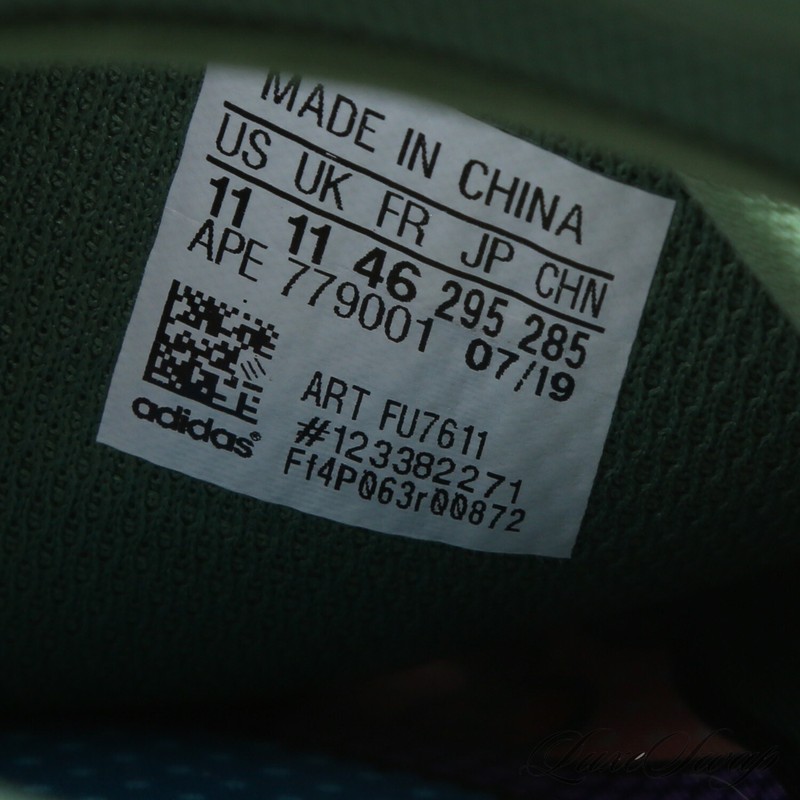 MADE IN CHINA
US UK FR JP CHN
11 11 46 295 285
APE 779001 07/19
adidas®
ART FU7611
#123382271
Ff4P063r00872